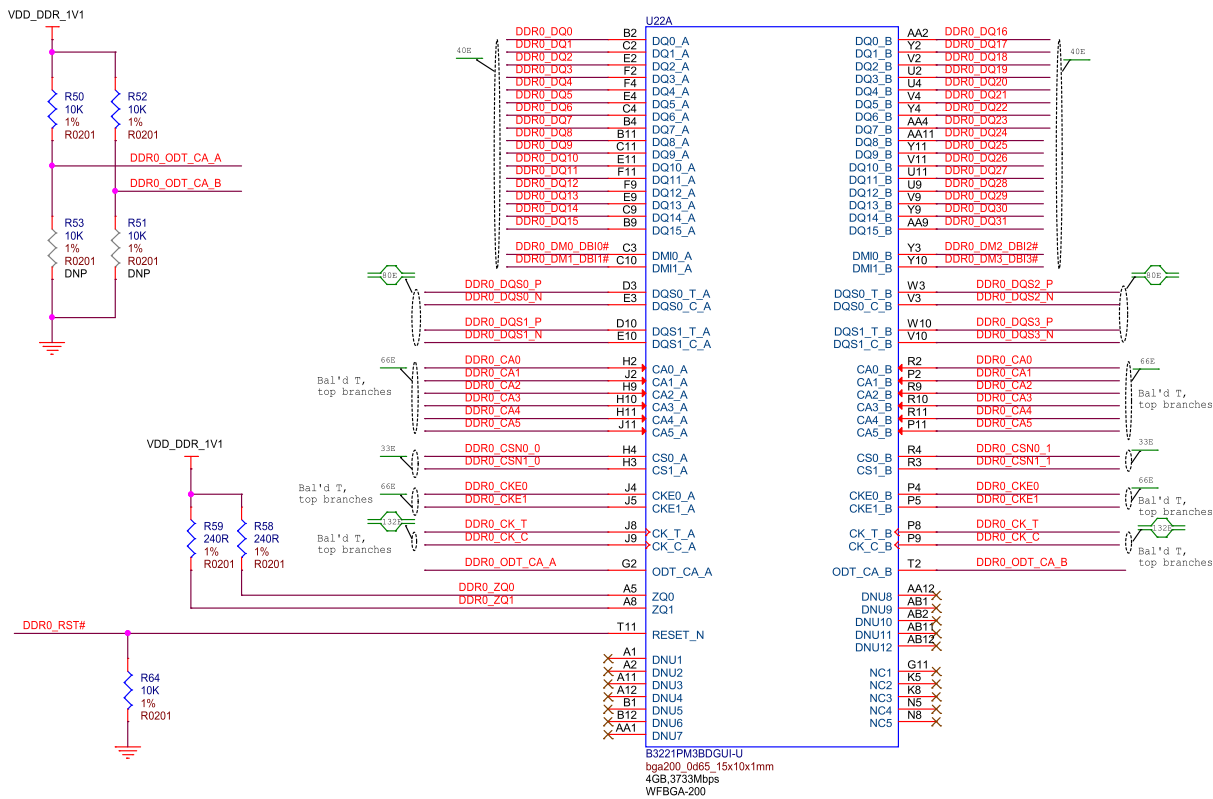 VDD_DDR_1V1
R50
10K
1%
R0201
R52
10K
1%
R0201
DDR0_ODT_CA_A
DDR0_ODT_CA_B
R53
10K
1%
R0201
DNP
R51
10K
1%
R0201
DNP
VDD_DDR_1V1
R59
240R
1%
R0201
R58
240R
1%
R0201
DDR0_RST#
R64
10K
1%
R0201
U22A
40E
DDR0_DQ0 B2 DQ0_A
DDR0_DQ1 C2 DQ1_A
DDR0_DQ2 E2 DQ2_A
DDR0_DQ3 F2 DQ3_A
DDR0_DQ4 F4 DQ4_A
DDR0_DQ5 E4 DQ5_A
DDR0_DQ6 C4 DQ6_A
DDR0_DQ7 B4 DQ7_A
DDR0_DQ8 B11 DQ8_A
DDR0_DQ9 C11 DQ9_A
DDR0_DQ10 E11 DQ10_A
DDR0_DQ11 F11 DQ11_A
DDR0_DQ12 F9 DQ12_A
DDR0_DQ13 E9 DQ13_A
DDR0_DQ14 C9 DQ14_A
DDR0_DQ15 B9 DQ15_A
DDR0_DM0_DBI0# C3 DMI0_A
DDR0_DM1_DBI1# C10 DMI1_A
80E
DDR0_DQS0_P D3 DQS0_T_A
DDR0_DQS0_N E3 DQS0_C_A
DDR0_DQS1_P D10 DQS1_T_A
DDR0_DQS1_N E10 DQS1_C_A
66E
Bal'd T,
top branches
DDR0_CA0 H2 CA0_A
DDR0_CA1 J2 CA1_A
DDR0_CA2 H9 CA2_A
DDR0_CA3 H10 CA3_A
DDR0_CA4 H11 CA4_A
DDR0_CA5 J11 CA5_A
33E
DDR0_CSN0_0 H4 CS0_A
DDR0_CSN1_0 H3 CS1_A
66E
Bal'd T,
top branches
DDR0_CKE0 J4 CKE0_A
DDR0_CKE1 J5 CKE1_A
132E
Bal'd T,
top branches
DDR0_CK_T J8 CK_T_A
DDR0_CK_C J9 CK_C_A
DDR0_ODT_CA_A G2 ODT_CA_A
DDR0_ZQ0 A5 ZQ0
DDR0_ZQ1 A8 ZQ1
T11 RESET_N
A1 DNU1
A2 DNU2
A11 DNU3
A12 DNU4
B1 DNU5
B12 DNU6
AA1 DNU7
40E
DQ0_B AA2 DDR0_DQ16
DQ1_B Y2 DDR0_DQ17
DQ2_B V2 DDR0_DQ18
DQ3_B U2 DDR0_DQ19
DQ4_B U4 DDR0_DQ20
DQ5_B V4 DDR0_DQ21
DQ6_B Y4 DDR0_DQ22
DQ7_B AA4 DDR0_DQ23
DQ8_B AA11 DDR0_DQ24
DQ9_B Y11 DDR0_DQ25
DQ10_B V11 DDR0_DQ26
DQ11_B U11 DDR0_DQ27
DQ12_B U9 DDR0_DQ28
DQ13_B V9 DDR0_DQ29
DQ14_B Y9 DDR0_DQ30
DQ15_B AA9 DDR0_DQ31
DMI0_B Y3 DDR0_DM2_DBI2#
DMI1_B Y10 DDR0_DM3_DBI3#
80E
DQS0_T_B W3 DDR0_DQS2_P
DQS0_C_B V3 DDR0_DQS2_N
DQS1_T_B W10 DDR0_DQS3_P
DQS1_C_B V10 DDR0_DQS3_N
66E
Bal'd T,
top branches
CA0_B R2 DDR0_CA0
CA1_B P2 DDR0_CA1
CA2_B R9 DDR0_CA2
CA3_B R10 DDR0_CA3
CA4_B R11 DDR0_CA4
CA5_B P11 DDR0_CA5
33E
CS0_B R4 DDR0_CSN0_1
CS1_B R3 DDR0_CSN1_1
66E
Bal'd T,
top branches
CKE0_B P4 DDR0_CKE0
CKE1_B P5 DDR0_CKE1
132E
Bal'd T,
top branches
CK_T_B P8 DDR0_CK_T
CK_C_B P9 DDR0_CK_C
ODT_CA_B T2 DDR0_ODT_CA_B
DNU8 AA12
DNU9 AB1
DNU10 AB2
DNU11 AB11
DNU12 AB12
NC1 G11
NC2 K5
NC3 K8
NC4 N5
NC5 N8
B3221PM3BDGUI-U
bga200_0d65_15x10x1mm
4GB,3733Mbps
WFBGA-200